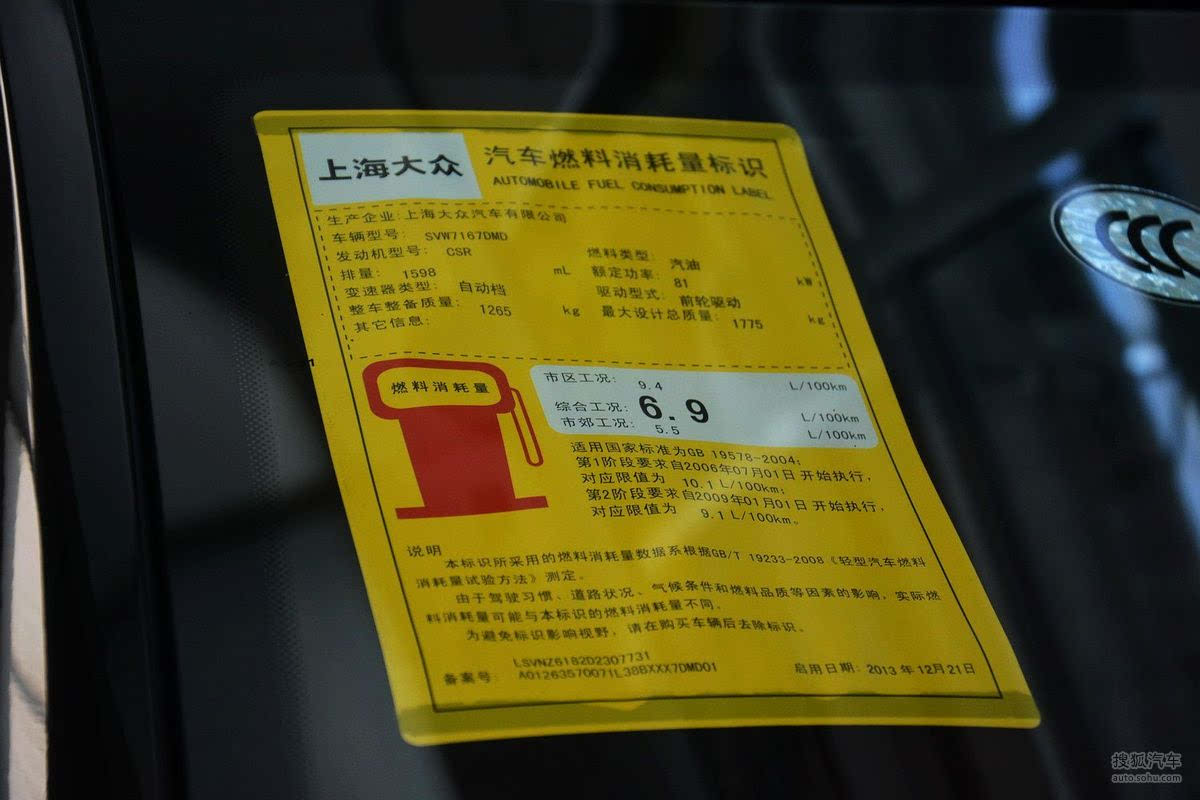 上海大众
汽车燃料消耗量标识
AUTOMOBILE FUEL CONSUMPTION LABEL
生产企业:上海大众汽车有限公司
车辆型号: SVW7167DMD
发动机型号: CSR 燃料类型: 汽油
排量: 1598 mL 额定功率: 81 kW
变速器类型: 自动档 驱动型式: 前轮驱动
整车整备质量: 1265 kg 最大设计总质量: 1775 kg
其它信息:
燃料消耗量
市区工况: 9.4 L/100km
综合工况: 6.9 L/100km
市郊工况: 5.5 L/100km
适用国家标准为GB 19578-2004;
第1阶段要求自2006年07月01日 开始执行,
对应限值为 10.1 L/100km;
第2阶段要求自2009年01月01日 开始执行,
对应限值为 9.1 L/100km。
说明
本标识所采用的燃料消耗量数据系根据GB/T 19233-2008《轻型汽车燃料
消耗量试验方法》测定。
由于驾驶习惯、道路状况、气候条件和燃料品质等因素的影响,实际燃
料消耗量可能与本标识的燃料消耗量不同.
为避免标识影响视野,请在购买车辆后去除标识.
LSVNZ6182D2307731
备案号: A01263570071L38BXXX7DMD01 启用日期: 2013 年12月21日
CCC
搜狐汽车
auto.sohu.com